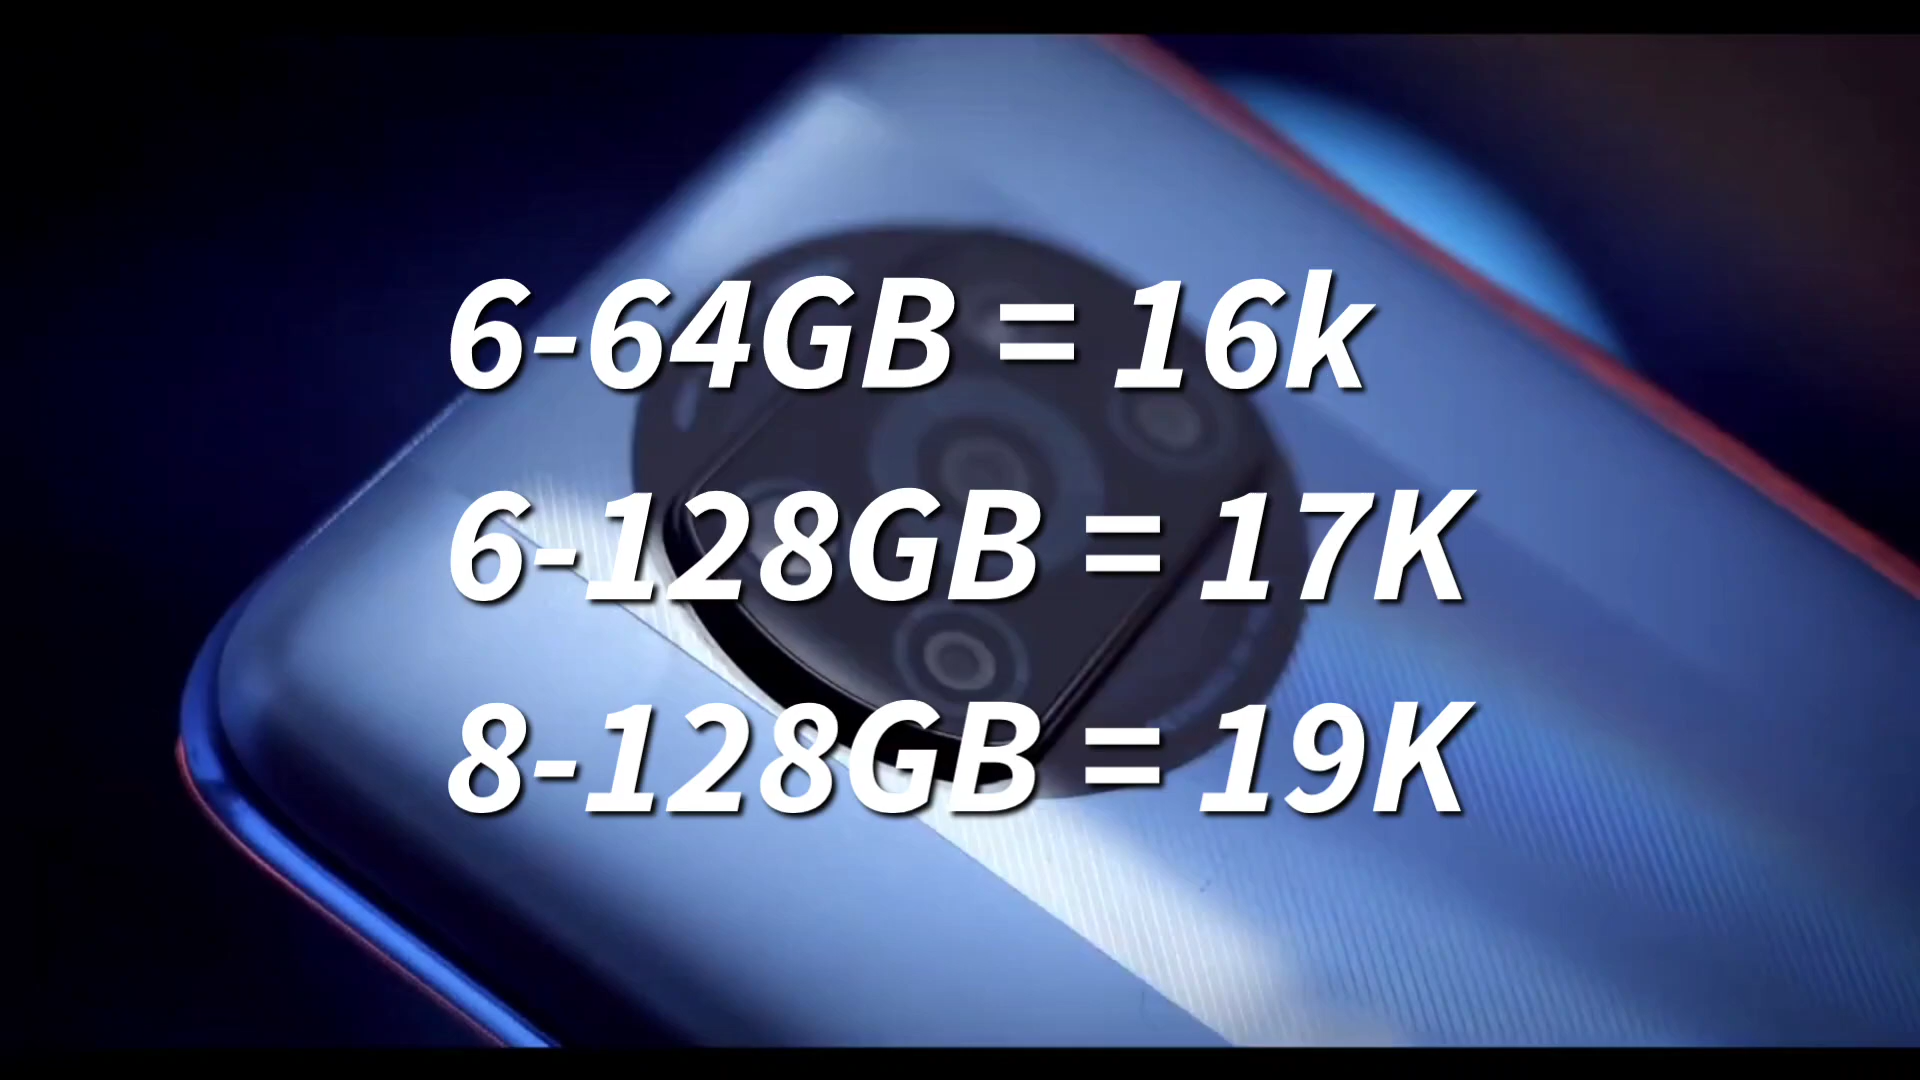 6-64GB = 16k
6-128GB = 17K
8-128GB = 19K